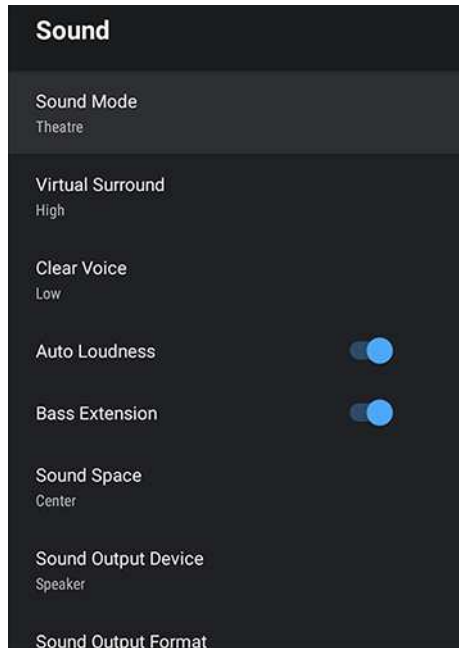 Sound
Sound Mode
Theatre
Virtual Surround
High
Clear Voice
Low
Auto Loudness
Bass Extension
Sound Space
Center
Sound Output Device
Speaker
Sound Output Format